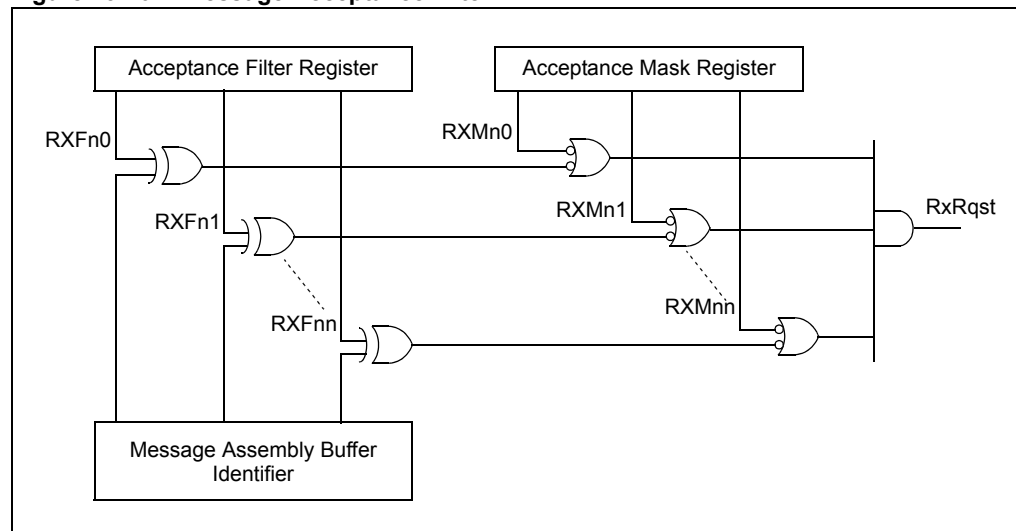 Acceptance Filter Register
Acceptance Mask Register
RXFn0
RXMn0
RXFn1
RXMn1
RxRqst
RXFnn
RXMnn
Message Assembly Buffer
Identifier